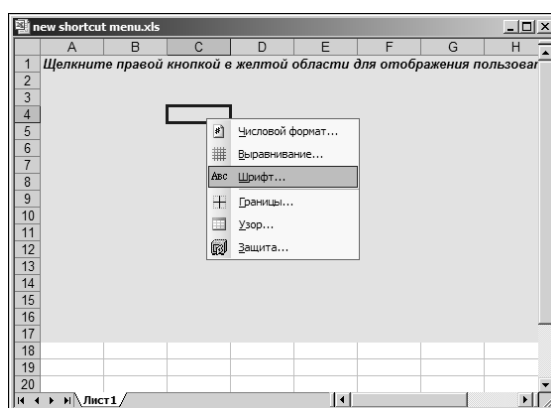 new shortcut menu.xls
A B C D E F G H
1 Щелкните правой кнопкой в желтой области для отображения
2
3
4
5 Числовой формат...
6
7 Выравнивание...
8 Шрифт...
9 Границы...
10
11 Узор...
12 Защита...
13
14
15
16
17
18
19
20
Лист1